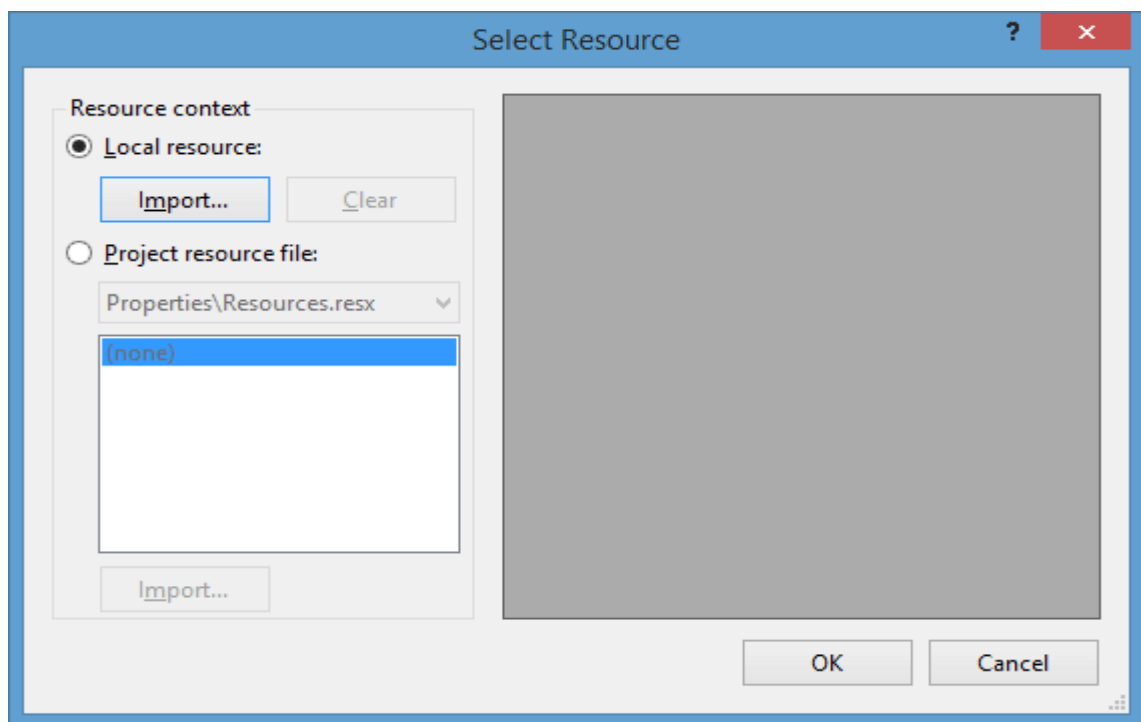 Select Resource
?
Resource context
Local resource:
Import...
Clear
Project resource file:
Properties\Resources.resx
(none)
Import...
OK
Cancel